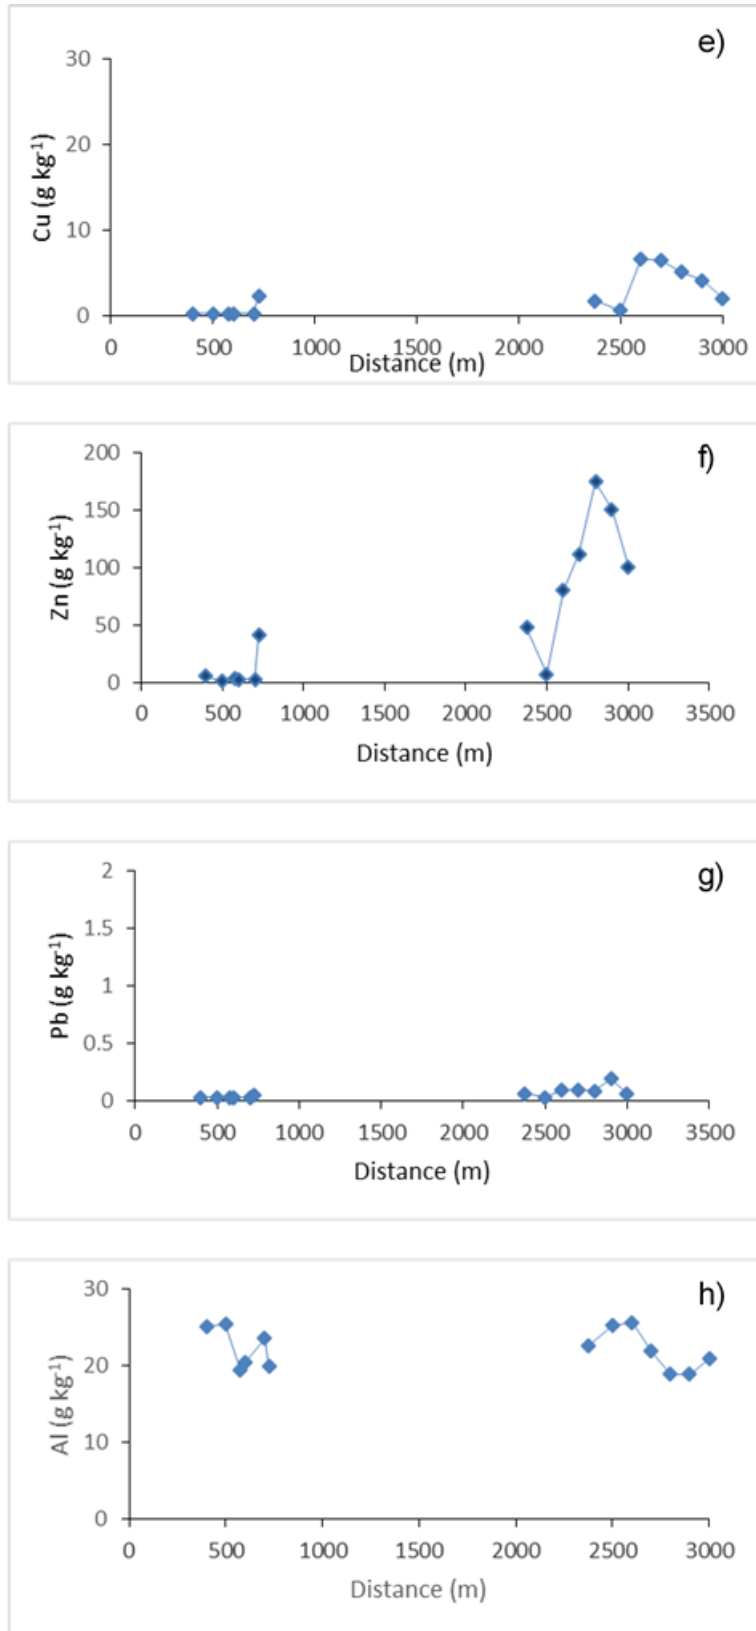 e)
30
20
10
0
Cu (g kg-1)
0 500 1000 1500 2000 2500 3000
Distance (m)
f)
200
150
100
50
0
Zn (g kg-1)
0 500 1000 1500 2000 2500 3000 3500
Distance (m)
g)
2
1.5
1
0.5
0
Pb (g kg-1)
0 500 1000 1500 2000 2500 3000 3500
Distance (m)
h)
30
20
10
0
Al (g kg-1)
0 500 1000 1500 2000 2500 3000
Distance (m)